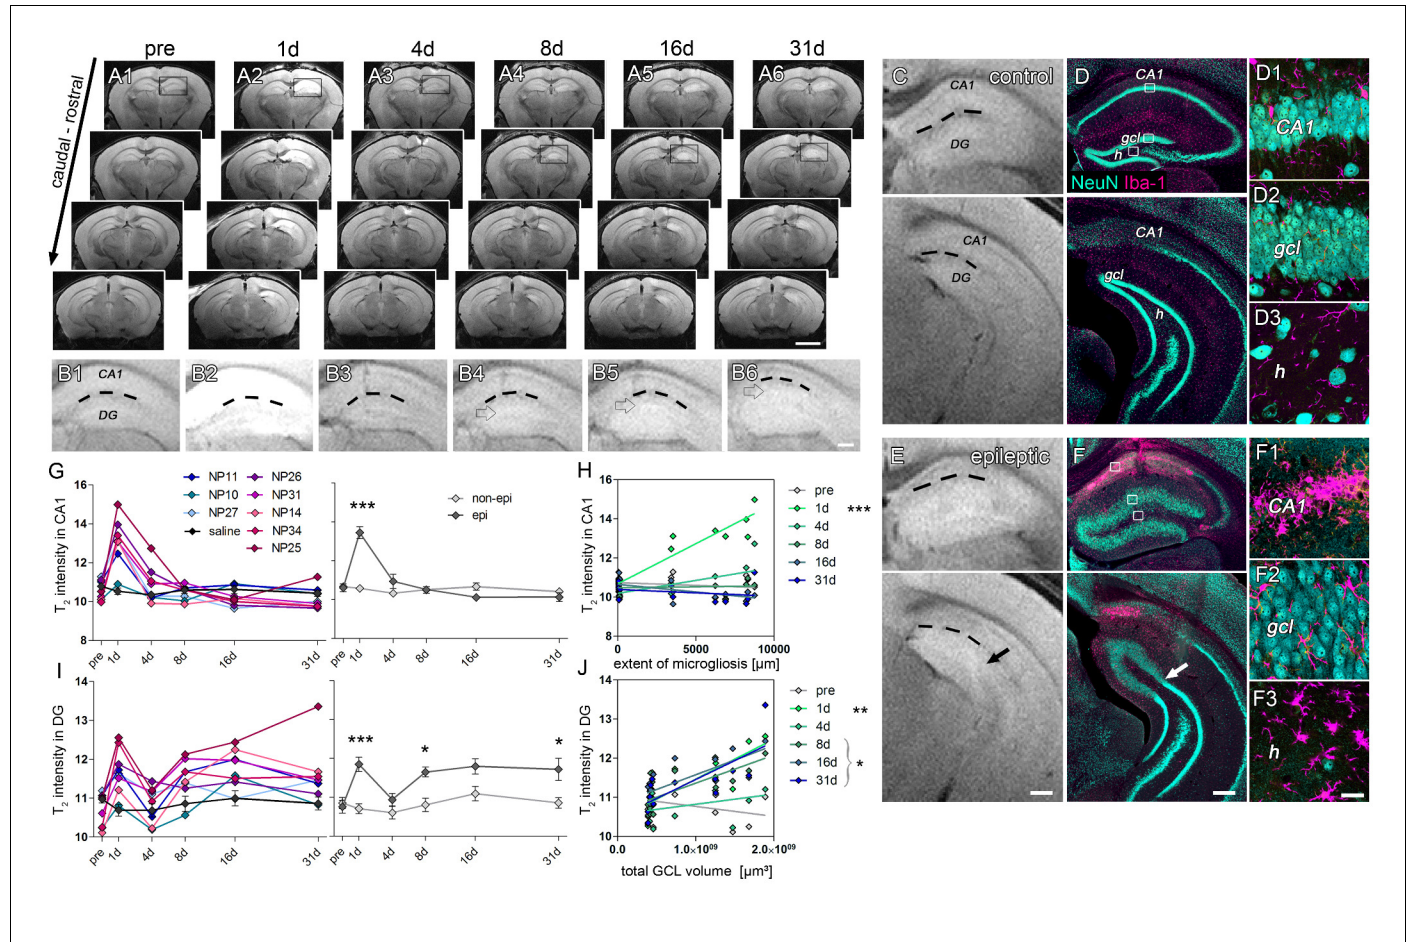 pre 1d 4d 8d 16d 31d
caudal - rostral
A1 A2 A3 A4 A5 A6
B1 B2 B3 B4 B5 B6
CA1
DG
C control
CA1
DG
CA1
DG
D
CA1
gcl
h
NeuN Iba-1
CA1
gcl
h
D1
CA1
D2
gcl
D3
h
E epileptic
F
F1
CA1
F2
gcl
F3
h
G
T2 intensity in CA1
16
14
12
10
8
NP11 NP26
NP10 NP31
NP27 NP14
saline NP34
NP25
pre 1d 4d 8d 16d 31d
***
non-epi
epi
pre 1d 4d 8d 16d 31d
H
T2 intensity in CA1
16
14
12
10
8
0 5000 10000
extent of microgliosis [µm]
pre
1d ***
4d
8d
16d
31d
I
T2 intensity in DG
14
13
12
11
10
pre 1d 4d 8d 16d 31d
*** * *
pre 1d 4d 8d 16d 31d
J
T2 intensity in DG
14
13
12
11
10
0.0 1.0×10⁰⁹ 2.0×10⁰⁹
total GCL volume [µm³]
pre
1d **
4d
8d
16d *
31d